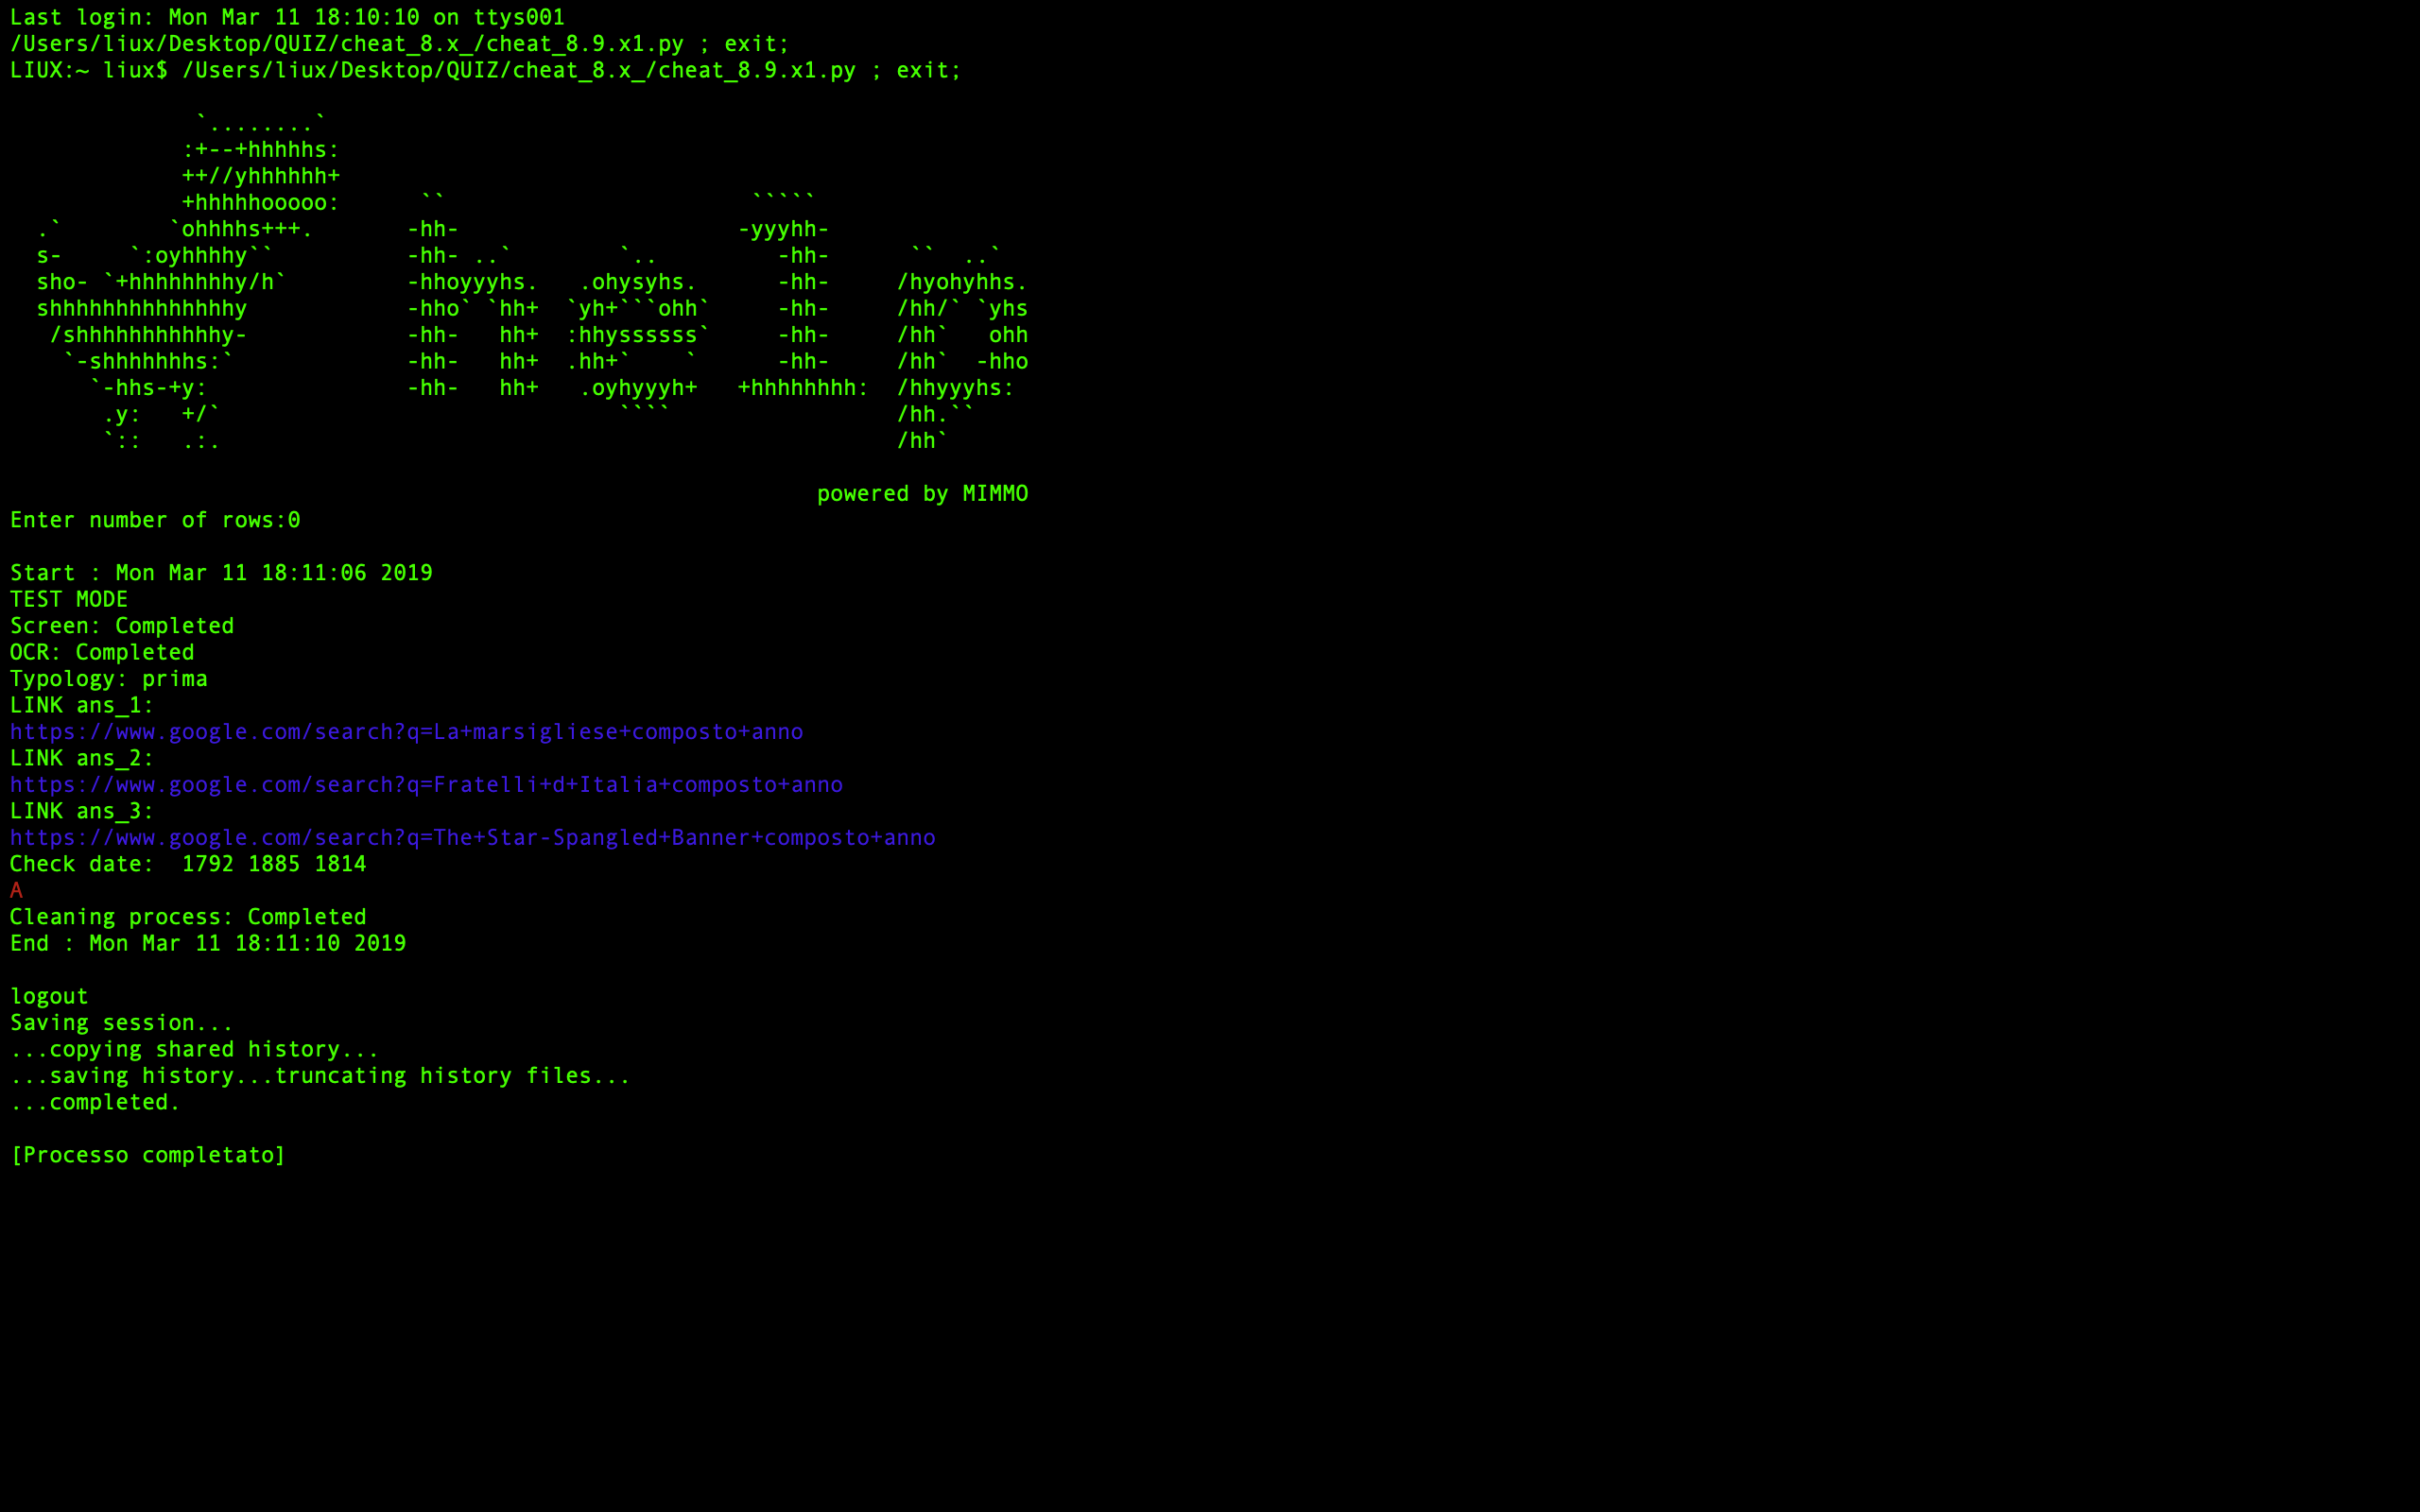 Last login: Mon Mar 11 18:10:10 on ttys001
/Users/liux/Desktop/QUIZ/cheat_8.x_/cheat_8.9.x1.py ; exit;
LIUX:~ liux$ /Users/liux/Desktop/QUIZ/cheat_8.x_/cheat_8.9.x1.py ; exit;
              `........`
             :+--+hhhhhs:
             ++//yhhhhhh+
             +hhhhhooooo:      ``                       `````
  .`        `ohhhhs+++.       -hh-                     -yyyhh-
  s-     `:oyhhhhy``          -hh- ..`        `..         -hh-      ``  ..`
  sho- `+hhhhhhhhy/h`         -hhoyyyhs.   .ohysyhs.      -hh-     /hyohyhhs.
  shhhhhhhhhhhhhhy            -hho` `hh+  `yh+```ohh`     -hh-     /hh/` `yhs
   /shhhhhhhhhhhy-            -hh-   hh+  :hhyssssss`     -hh-     /hh`   ohh
    `-shhhhhhhs:`             -hh-   hh+  .hh+`    `      -hh-     /hh`  -hho
      `-hhs-+y:               -hh-   hh+   .oyhyyyh+   +hhhhhhhh:  /hhyyyhs:
       .y:   +/`                              ````                 /hh.``
       `::   .:.                                                   /hh`
                                                             powered by MIMMO
Enter number of rows:0
Start : Mon Mar 11 18:11:06 2019
TEST MODE
Screen: Completed
OCR: Completed
Typology: prima
LINK ans_1:
https://www.google.com/search?q=La+marsigliese+composto+anno
LINK ans_2:
https://www.google.com/search?q=Fratelli+d+Italia+composto+anno
LINK ans_3:
https://www.google.com/search?q=The+Star-Spangled+Banner+composto+anno
Check date:  1792 1885 1814
A
Cleaning process: Completed
End : Mon Mar 11 18:11:10 2019
logout
Saving session...
...copying shared history...
...saving history...truncating history files...
...completed.
[Processo completato]